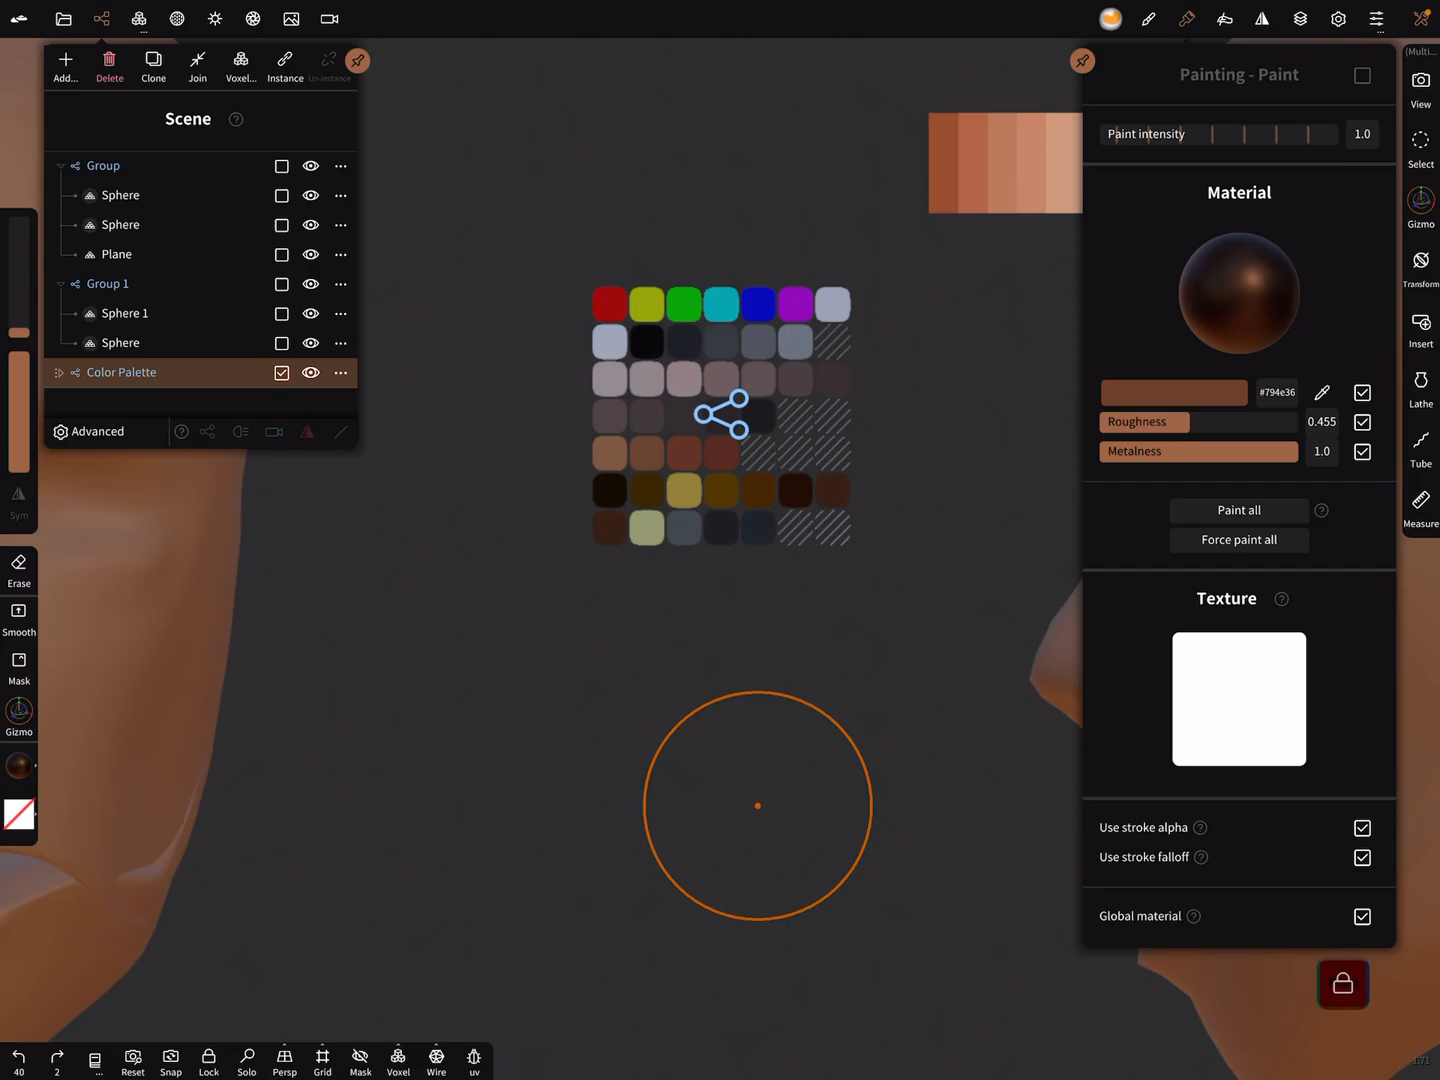 Add...
Delete
Clone
Join
Voxel...
Instance
Un-instance
Scene
Group
Sphere
Sphere
Plane
Group 1
Sphere 1
Sphere
Color Palette
Advanced
Sym
Erase
Smooth
Mask
Gizmo
40
2
...
Reset
Snap
Lock
Solo
Persp
Grid
Mask
Voxel
Wire
uv
Painting - Paint
Paint intensity
1.0
Material
#794e36
Roughness
0.455
Metalness
1.0
Paint all
Force paint all
Texture
Use stroke alpha
Use stroke falloff
Global material
(Multi...
View
Select
Gizmo
Transform
Insert
Lathe
Tube
Measure
1.71